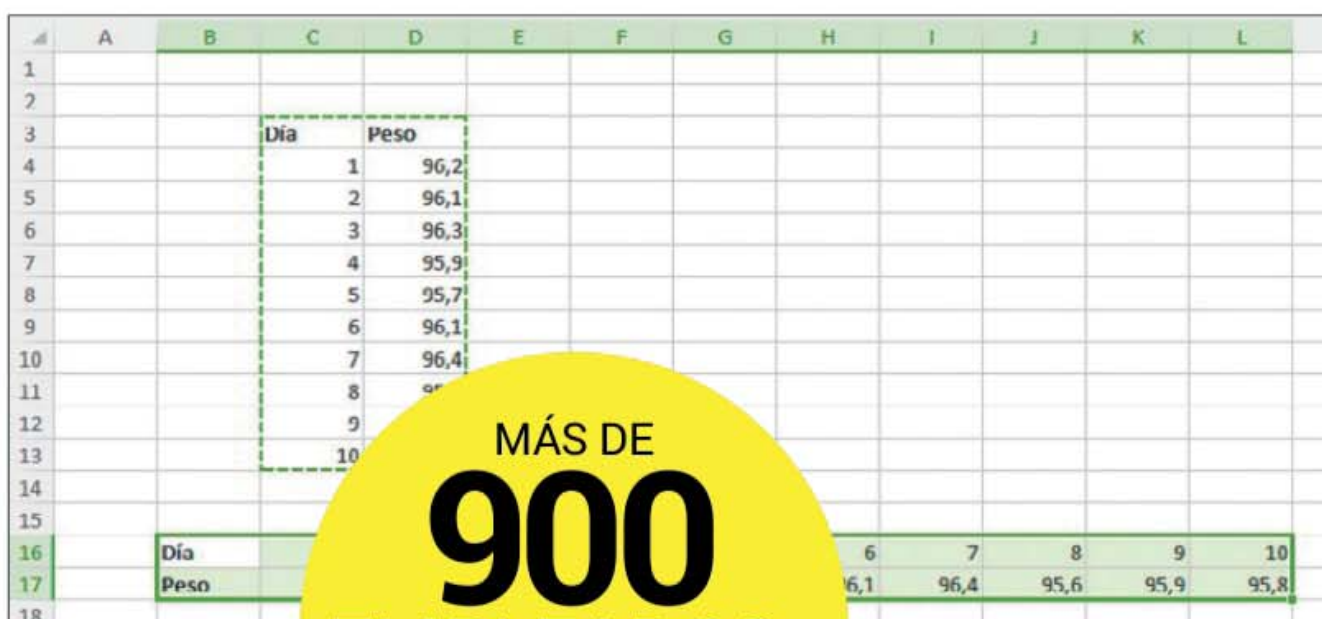 A B C D E F G H I J K L
1
2
3 Día Peso
4 1 96,2
5 2 96,1
6 3 96,3
7 4 95,9
8 5 95,7
9 6 96,1
10 7 96,4
11 8
12 9
13 10
14
15
16 Día 6 7 8 9 10
17 Peso 6,1 96,4 95,6 95,9 95,8
18
MÁS DE
900